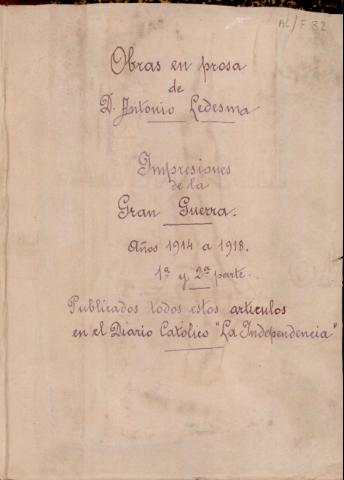 AL/F 32
Obras en prosa
de
D. Antonio Ledesma
Impresiones
de la
Gran Guerra.
Años 1914 a 1918.
1ª y 2ª parte.
Publicados todos estos articulos
en el Diario Católico "La Independencia"